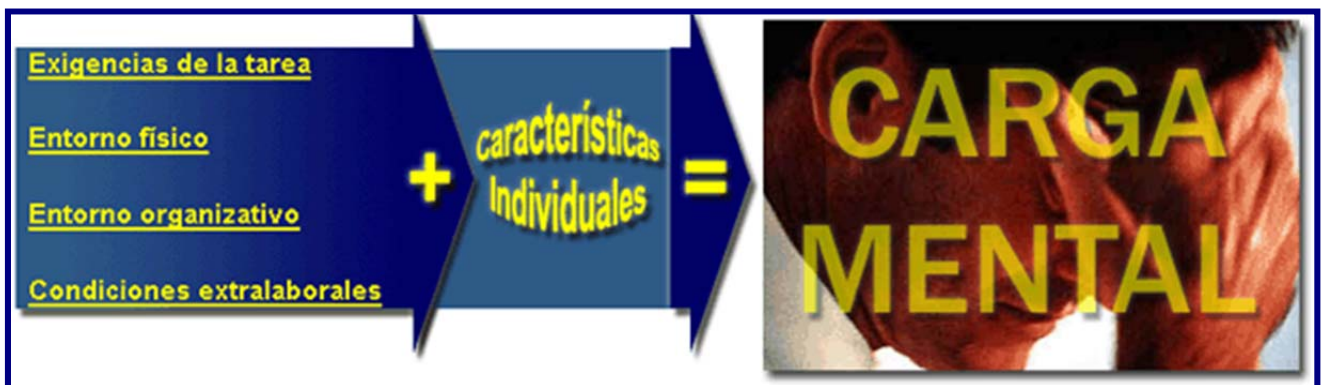 Exigencias de la tarea
Entorno físico
Entorno organizativo
Condiciones extralaborales
+
Características
Individuales
=
CARGA
MENTAL